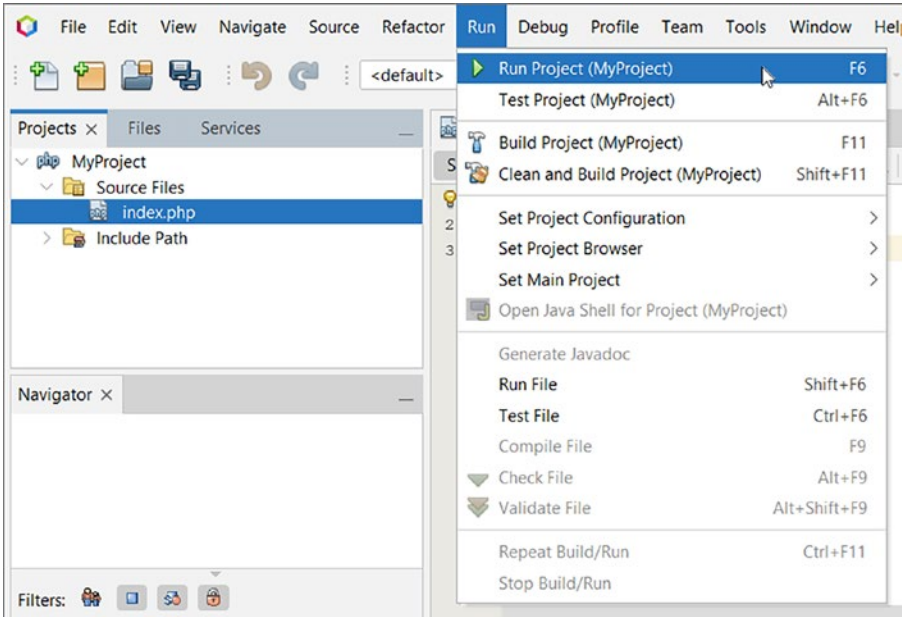 File Edit View Navigate Source Refactor Run Debug Profile Team Tools Window Help
<default>
Projects Files Services
php MyProject
Source Files
index.php
Include Path
Navigator
Filters:
S
2
3
Run Project (MyProject) F6
Test Project (MyProject) Alt+F6
Build Project (MyProject) F11
Clean and Build Project (MyProject) Shift+F11
Set Project Configuration
Set Project Browser
Set Main Project
Open Java Shell for Project (MyProject)
Generate Javadoc
Run File Shift+F6
Test File Ctrl+F6
Compile File F9
Check File Alt+F9
Validate File Alt+Shift+F9
Repeat Build/Run Ctrl+F11
Stop Build/Run